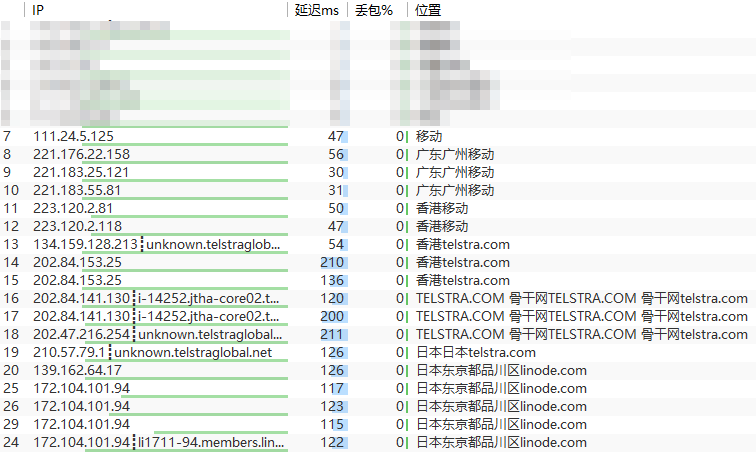 IP 延迟ms 丢包% 位置
7 111.24.5.125 47 0 移动
8 221.176.22.158 56 0 广东广州移动
9 221.183.25.121 30 0 广东广州移动
10 221.183.55.81 31 0 广东广州移动
11 223.120.2.81 50 0 香港移动
12 223.120.2.118 47 0 香港移动
13 134.159.128.213┇unknown.telstraglob... 54 0 香港telstra.com
14 202.84.153.25 210 0 香港telstra.com
15 202.84.153.25 136 0 香港telstra.com
16 202.84.141.130┇i-14252.jtha-core02.t... 120 0 TELSTRA.COM 骨干网TELSTRA.COM 骨干网telstra.com
17 202.84.141.130┇i-14252.jtha-core02.t... 200 0 TELSTRA.COM 骨干网TELSTRA.COM 骨干网telstra.com
18 202.47.216.254┇unknown.telstraglobal... 211 0 TELSTRA.COM 骨干网TELSTRA.COM 骨干网telstra.com
19 210.57.79.1┇unknown.telstraglobal.net 126 0 日本日本telstra.com
20 139.162.64.17 126 0 日本东京都品川区linode.com
25 172.104.101.94 117 0 日本东京都品川区linode.com
26 172.104.101.94 123 0 日本东京都品川区linode.com
29 172.104.101.94 115 0 日本东京都品川区linode.com
24 172.104.101.94┇li1711-94.members.lin... 122 0 日本东京都品川区linode.com